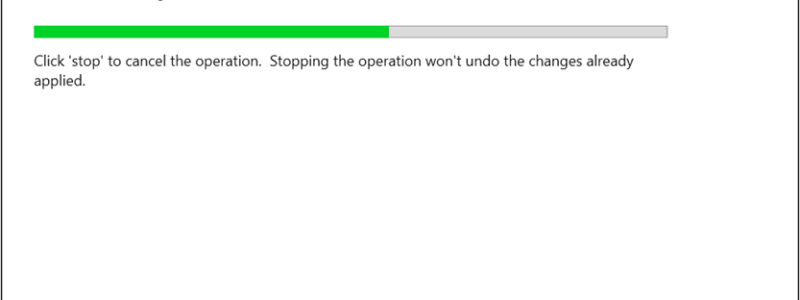 Click 'stop' to cancel the operation.  Stopping the operation won't undo the changes already
applied.